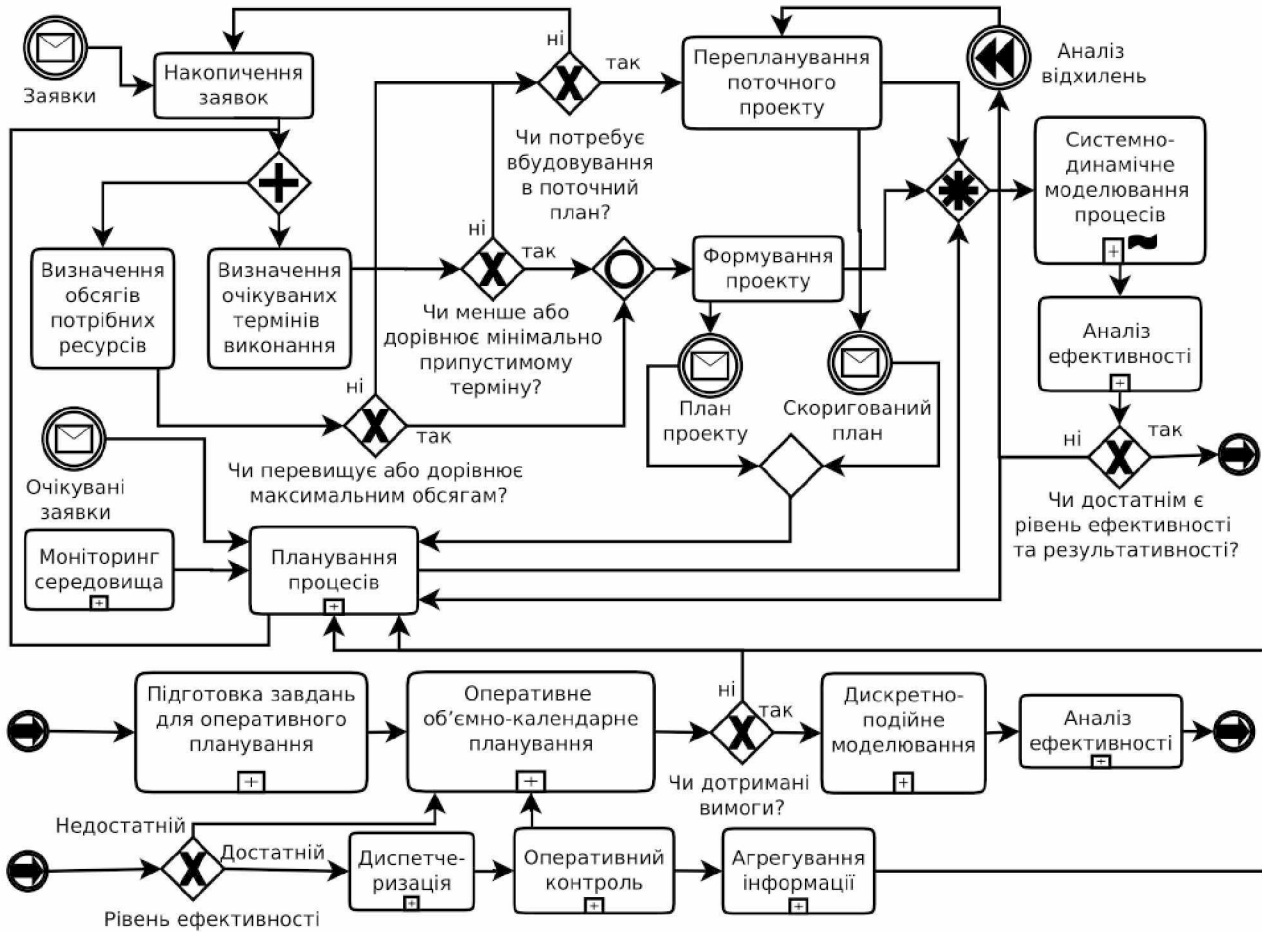 Заявки
Накопичення
заявок
ні
так
Чи потребує
вбудовування
в поточний
план?
Перепланування
поточного
проекту
Аналіз
відхилень
Системно-
динамічне
моделювання
процесів
Визначення
обсягів
потрібних
ресурсів
Визначення
очікуваних
термінів
виконання
ні
так
Чи менше або
дорівнює мінімально
припустимому
терміну?
Формування
проекту
Аналіз
ефективності
План
проекту
Скоригований
план
ні
так
Чи перевищує або дорівнює
максимальним обсягам?
ні
так
Чи достатнім є
рівень ефективності
та результативності?
Очікувані
заявки
Моніторинг
середовища
Планування
процесів
Підготовка завдань
для оперативного
планування
Оперативне
об’ємно-календарне
планування
ні
так
Чи дотримані
вимоги?
Дискретно-
подійне
моделювання
Аналіз
ефективності
Недостатній
Достатній
Рівень ефективності
Диспетче-
ризація
Оперативний
контроль
Агрегування
інформації